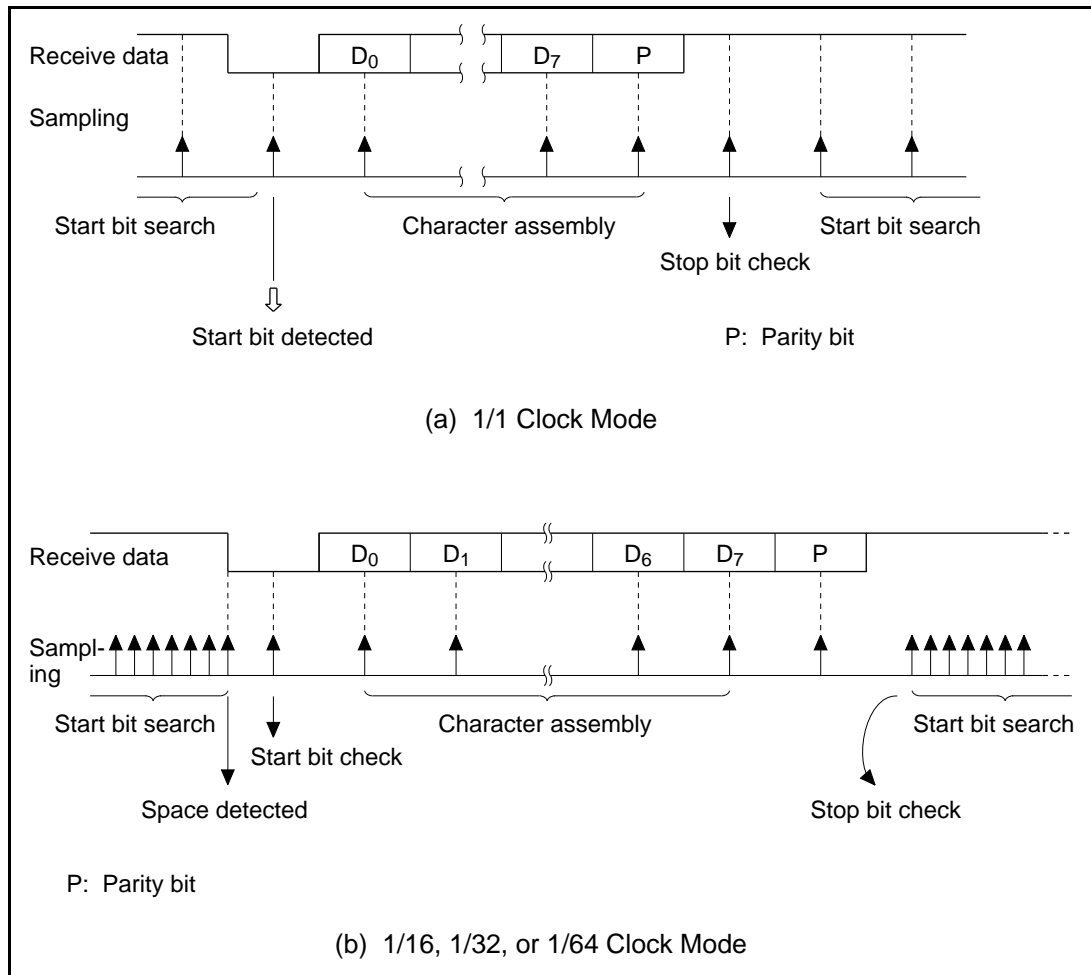 Receive data
D0
D7
P
Sampling
Start bit search
Character assembly
Start bit search
Stop bit check
Start bit detected
P: Parity bit
(a) 1/1 Clock Mode
Receive data
D0
D1
D6
D7
P
Sampl-
ing
Start bit search
Character assembly
Start bit search
Start bit check
Space detected
Stop bit check
P: Parity bit
(b) 1/16, 1/32, or 1/64 Clock Mode